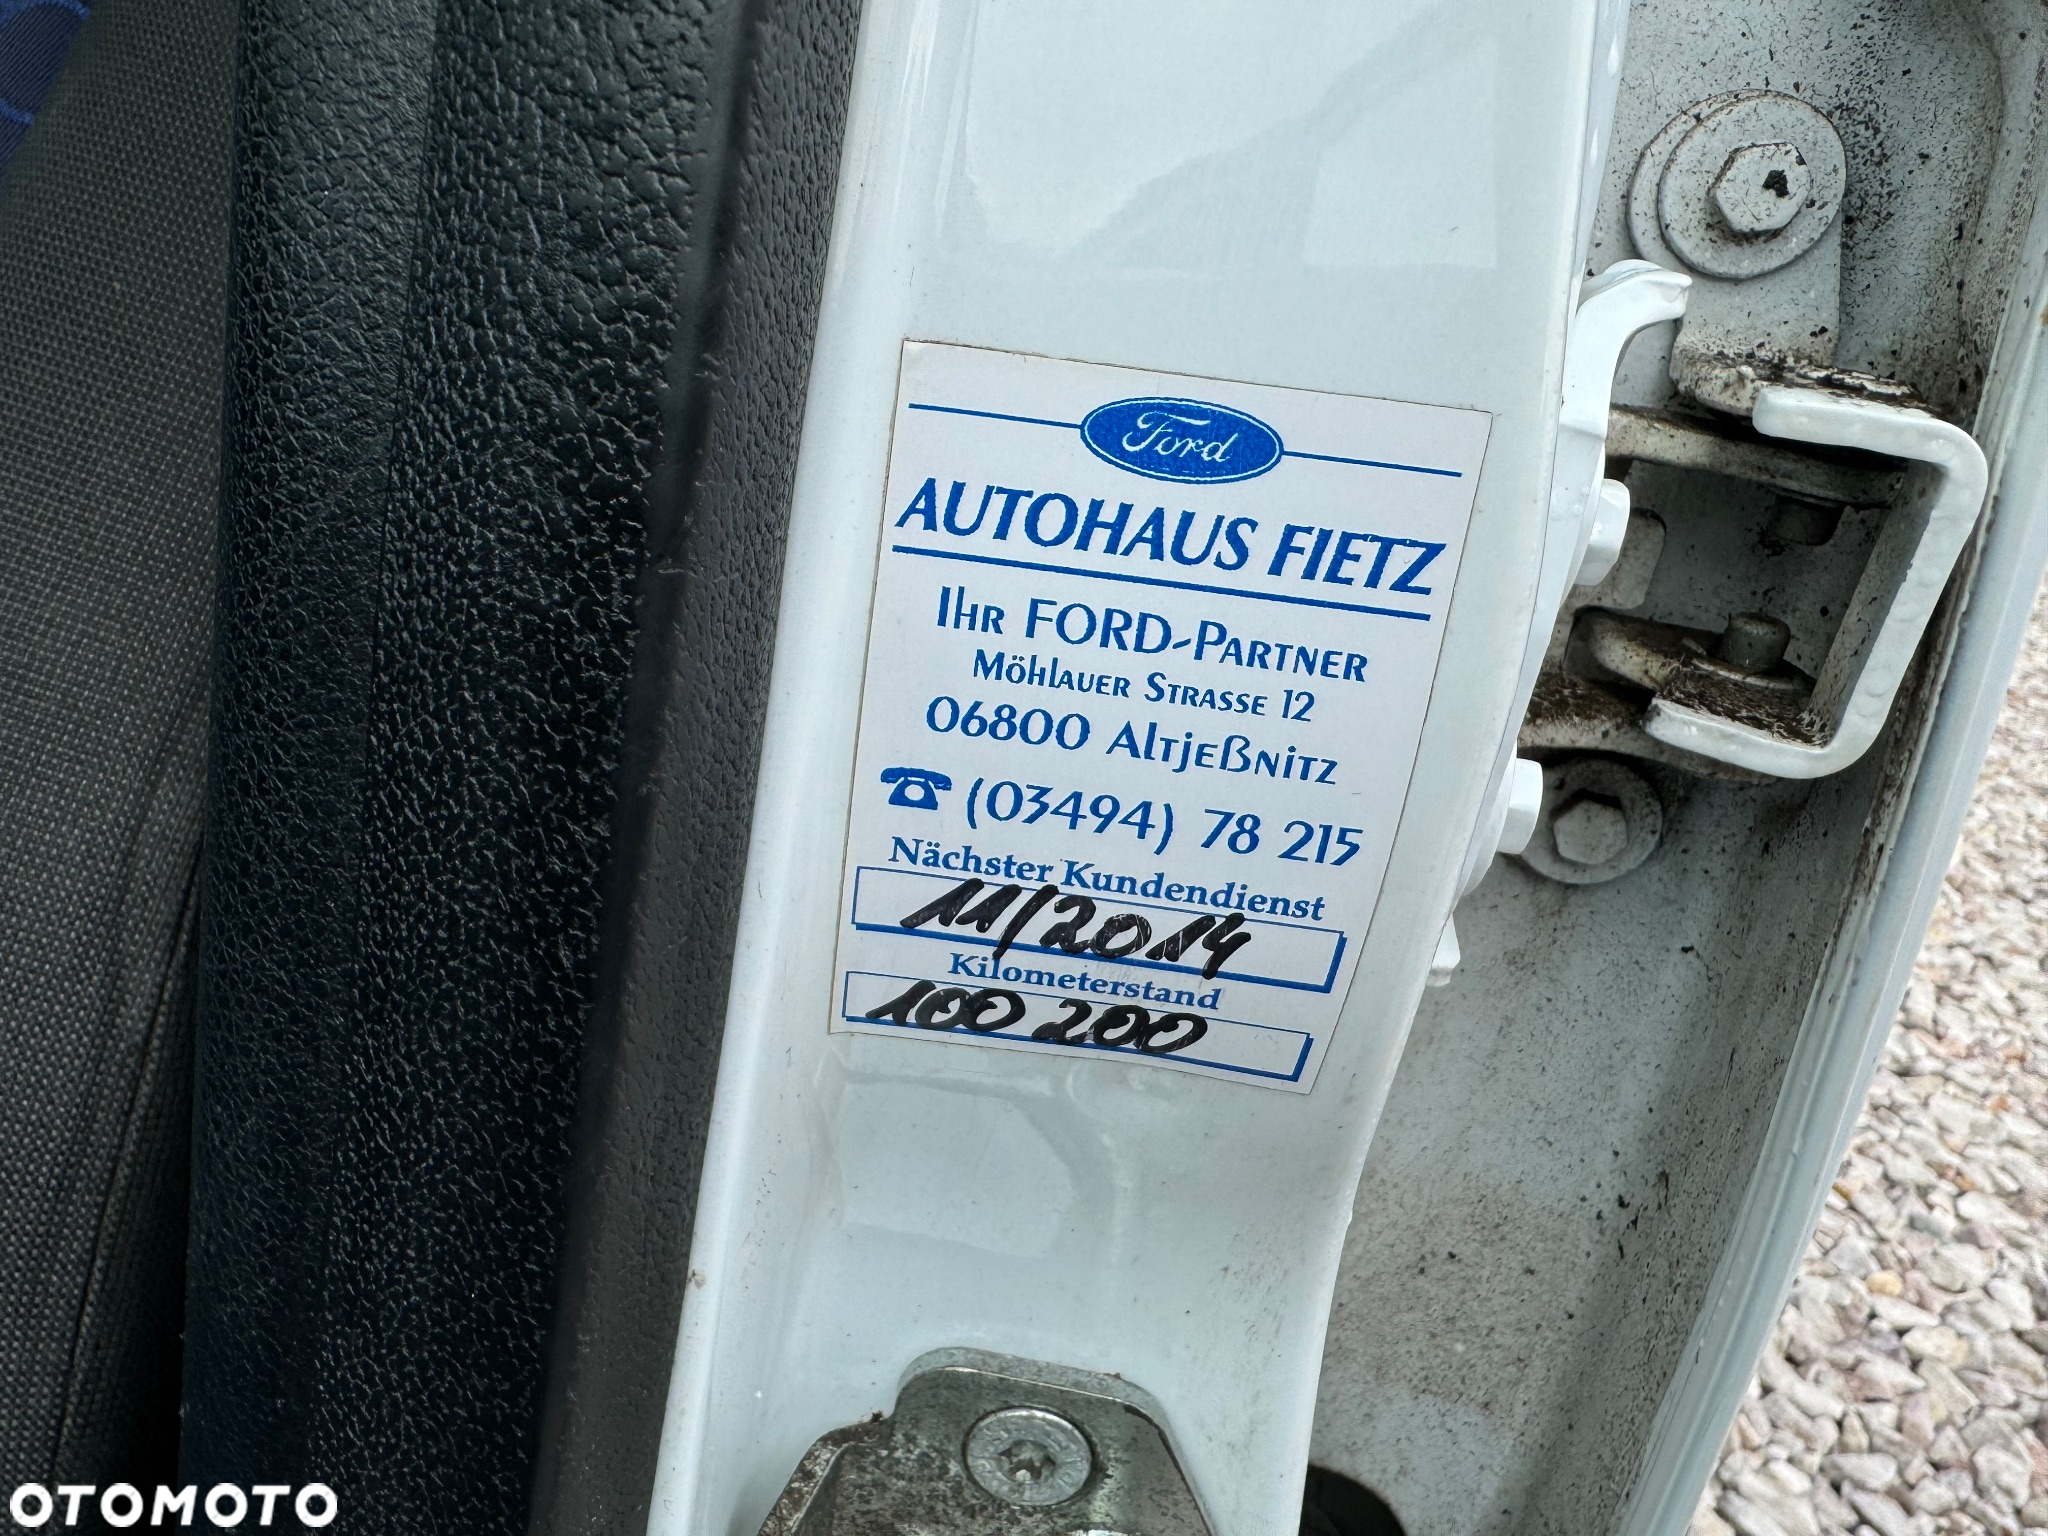 Ford
AUTOHAUS FIETZ
IHR FORD-PARTNER
MÖHLAUER STRASSE 12
06800 ALTJEßNITZ
☎ (03494) 78 215
Nächster Kundendienst
11/2014
Kilometerstand
100 200
OTOMOTO